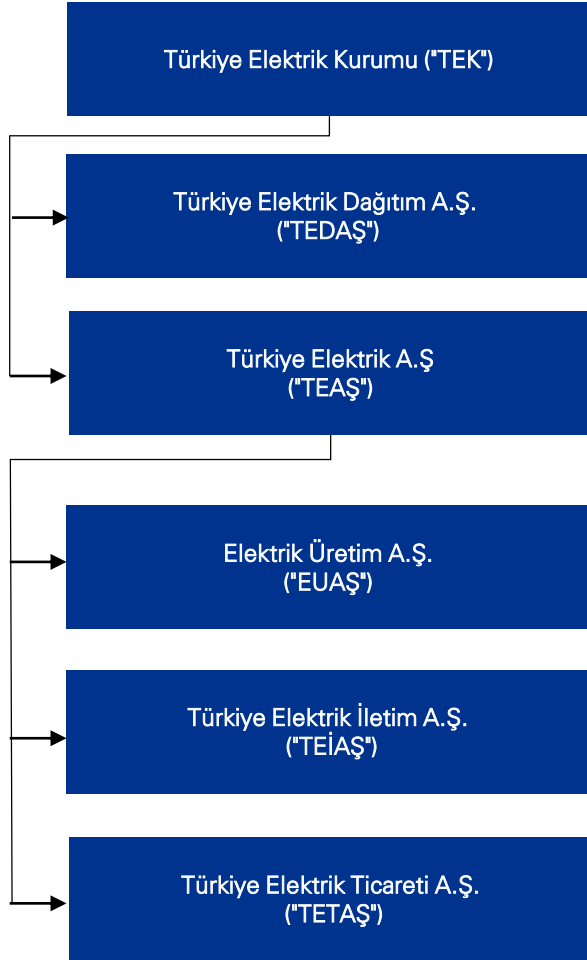 Türkiye Elektrik Kurumu ("TEK")
Türkiye Elektrik Dağıtım A.Ş.
("TEDAŞ")
Türkiye Elektrik A.Ş
("TEAŞ")
Elektrik Üretim A.Ş.
("EUAŞ")
Türkiye Elektrik İletim A.Ş.
("TEİAŞ")
Türkiye Elektrik Ticareti A.Ş.
("TETAŞ")